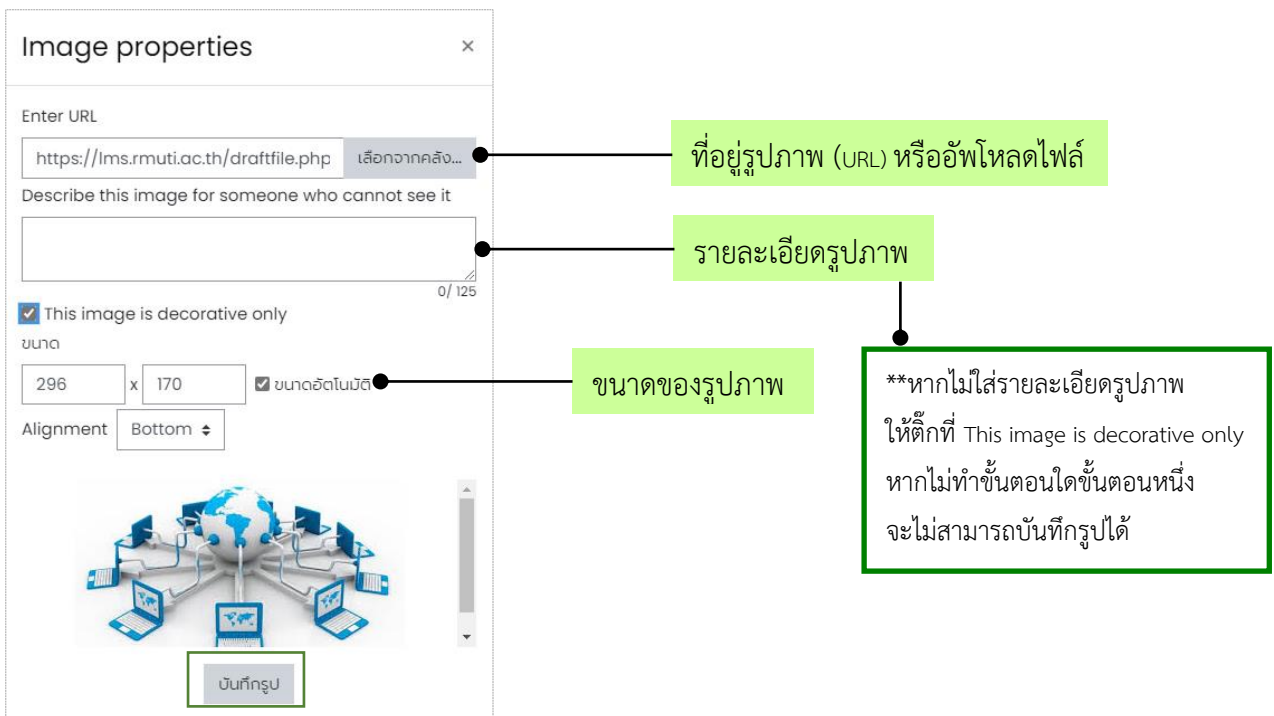 Image properties ×
Enter URL
https://lms.rmuti.ac.th/draftfile.php เลือกจากคลัง...
ที่อยู่รูปภาพ (URL) หรืออัพโหลดไฟล์
Describe this image for someone who cannot see it
รายละเอียดรูปภาพ
0/ 125
This image is decorative only
ขนาด
296 x 170 ขนาดอัตโนมัติ
ขนาดของรูปภาพ
Alignment Bottom
**หากไม่ใส่รายละเอียดรูปภาพ
ให้ติ๊กที่ This image is decorative only
หากไม่ทำขั้นตอนใดขั้นตอนหนึ่ง
จะไม่สามารถบันทึกรูปได้
บันทึกรูป